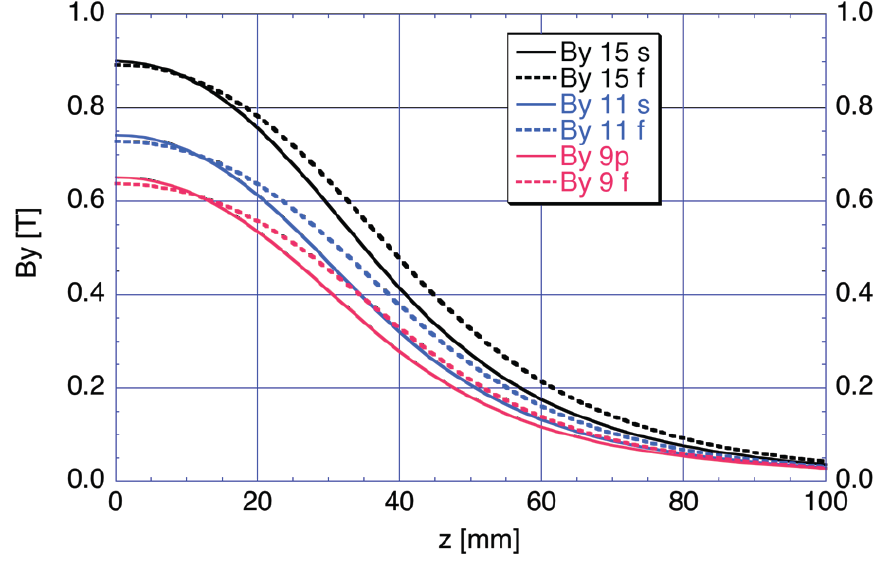 1.0 1.0
By 15 s
By 15 f
0.8 By 11 s 0.8
By 11 f
By 9p
By 9 f
0.6 0.6
By [T]
0.4 0.4
0.2 0.2
0.0 0.0
0 20 40 60 80 100
z [mm]